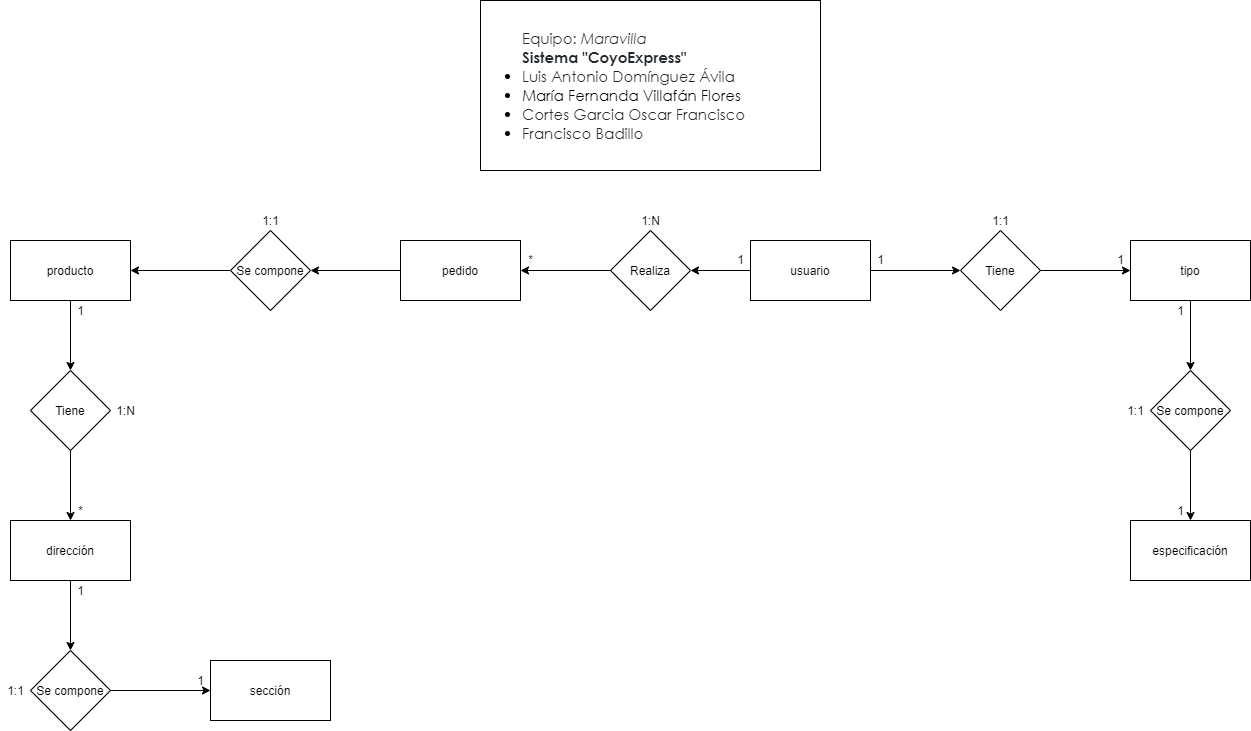 Equipo: Maravilla
Sistema "CoyoExpress"
Luis Antonio Domínguez Ávila
María Fernanda Villafán Flores
Cortes Garcia Oscar Francisco
Francisco Badillo
1:1
1:N
1:1
producto
Se compone
pedido
*
Realiza
1
usuario
1
Tiene
1
tipo
1
1
Tiene
1:N
1:1
Se compone
*
1
dirección
especificación
1
1:1
Se compone
1
sección